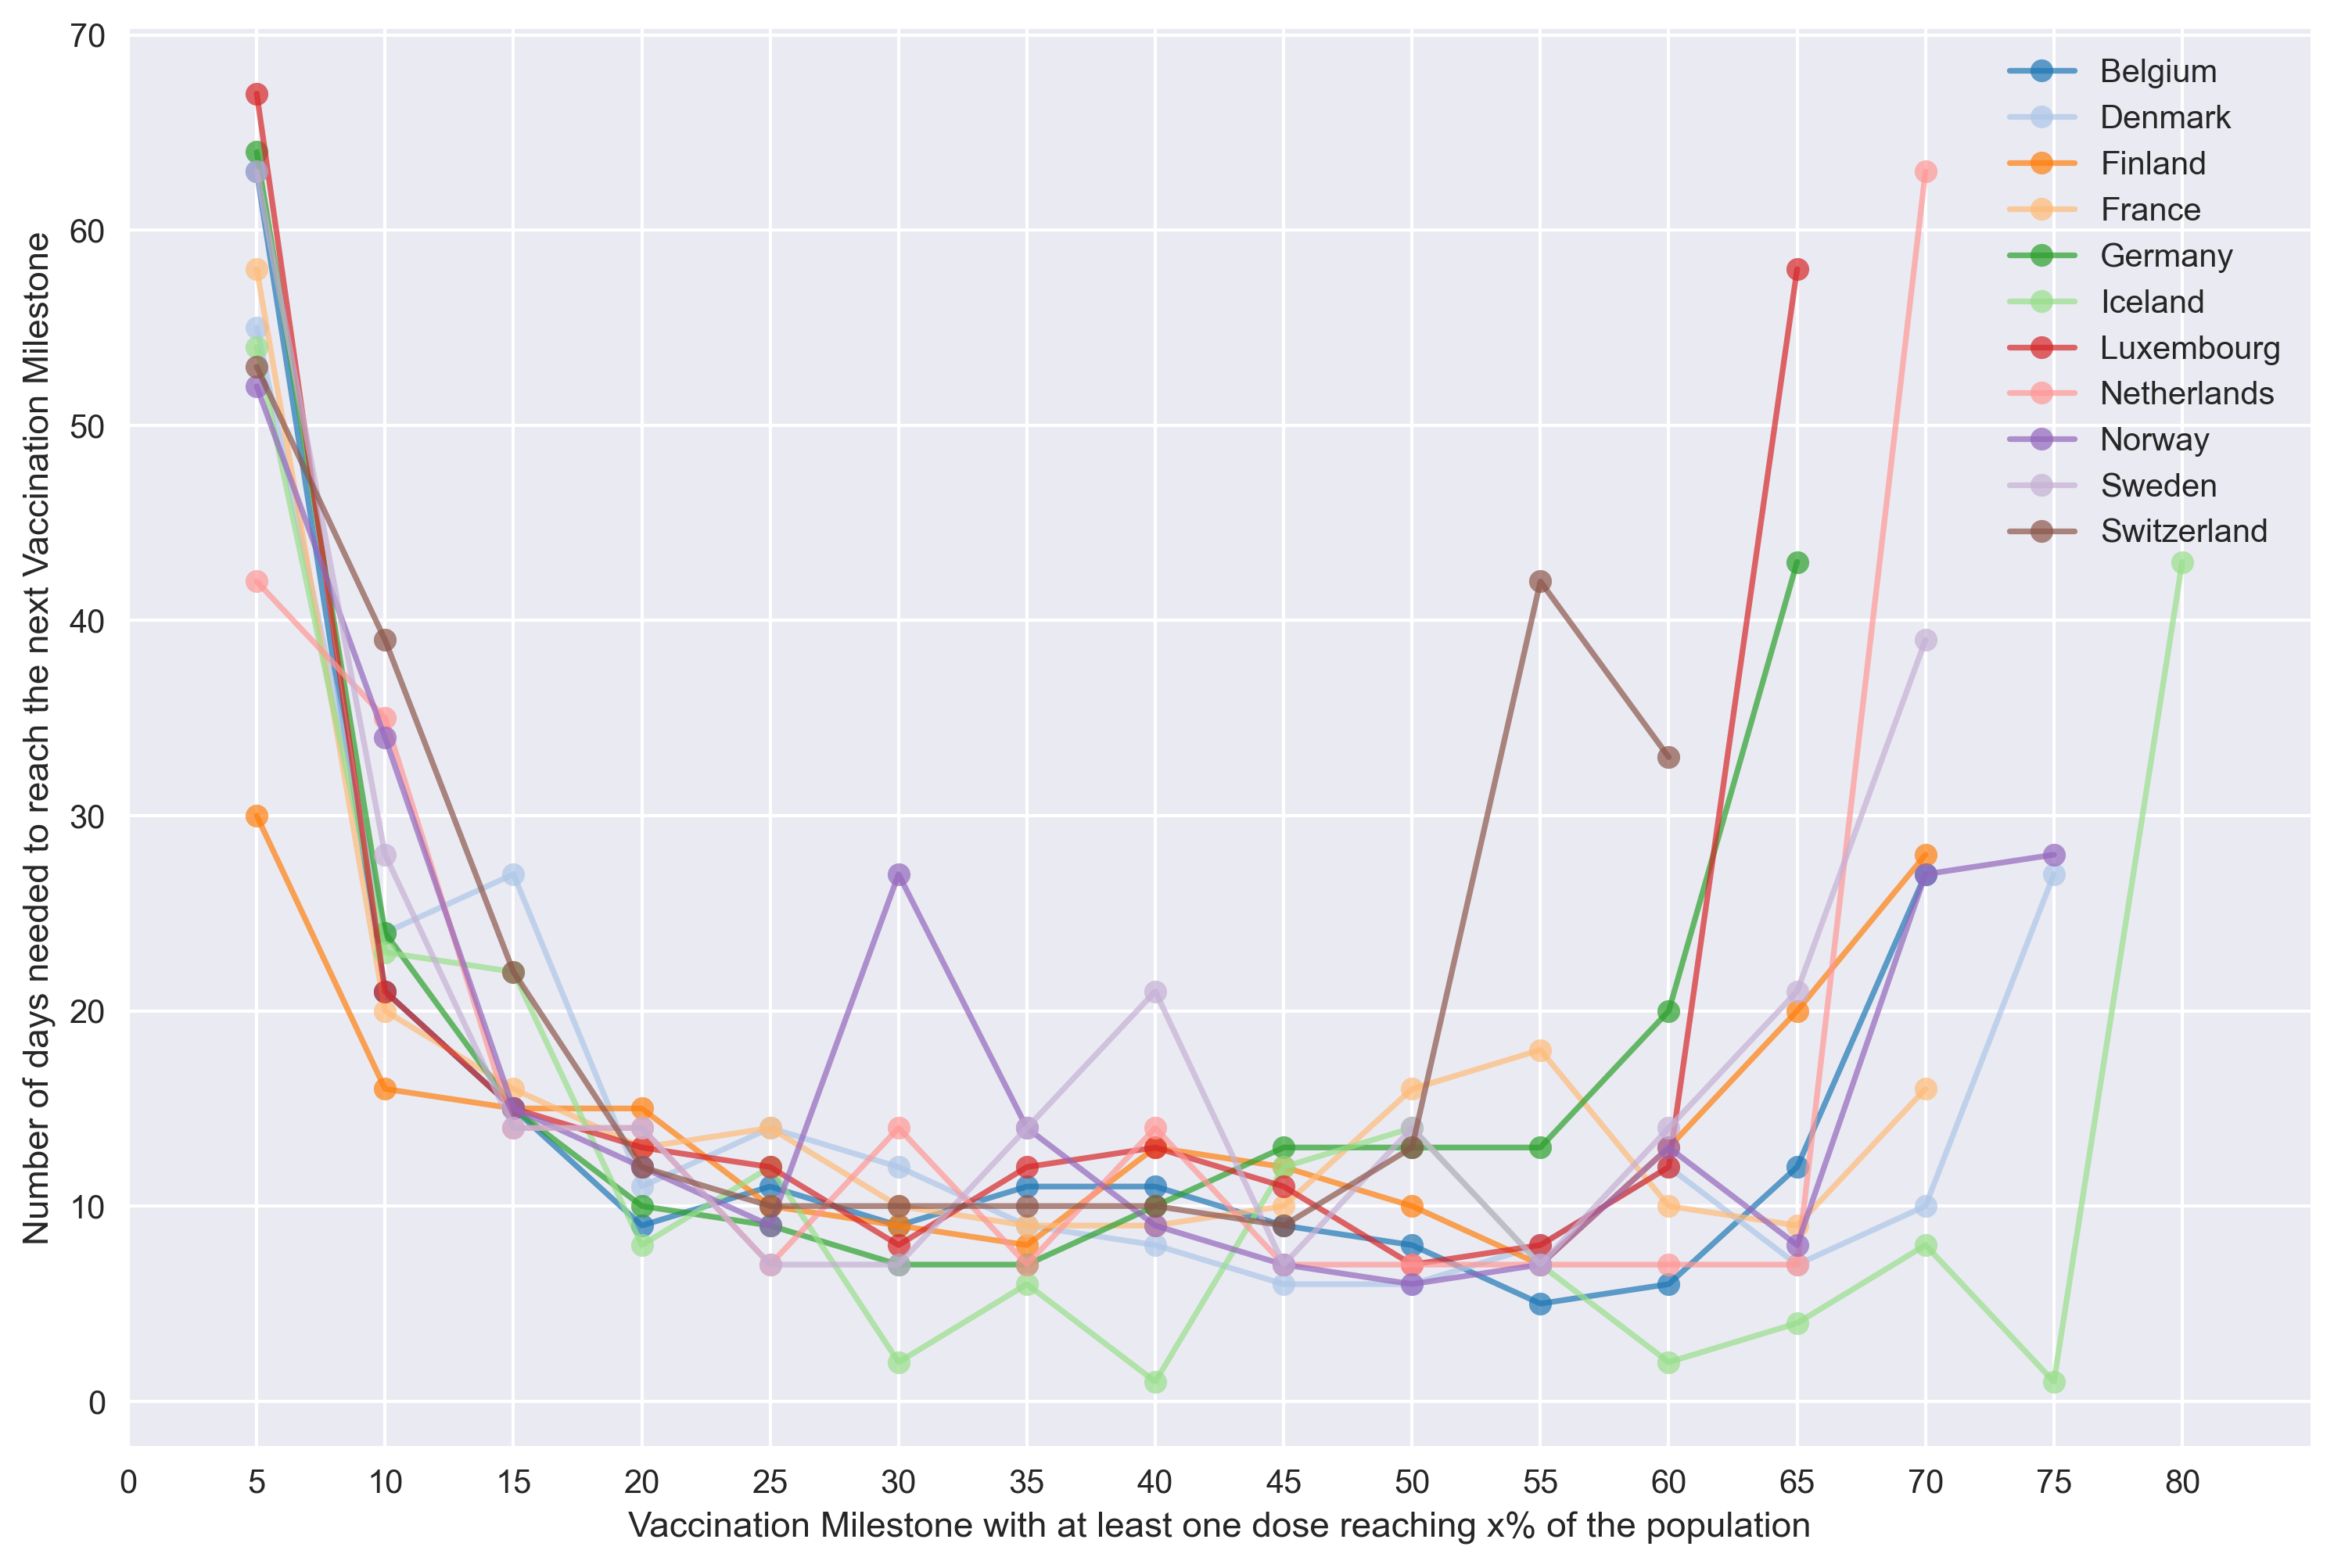 Number of days needed to reach the next Vaccination Milestone
70
60
50
40
30
20
10
0
Belgium
Denmark
Finland
France
Germany
Iceland
Luxembourg
Netherlands
Norway
Sweden
Switzerland
0 5 10 15 20 25 30 35 40 45 50 55 60 65 70 75 80
Vaccination Milestone with at least one dose reaching x% of the population